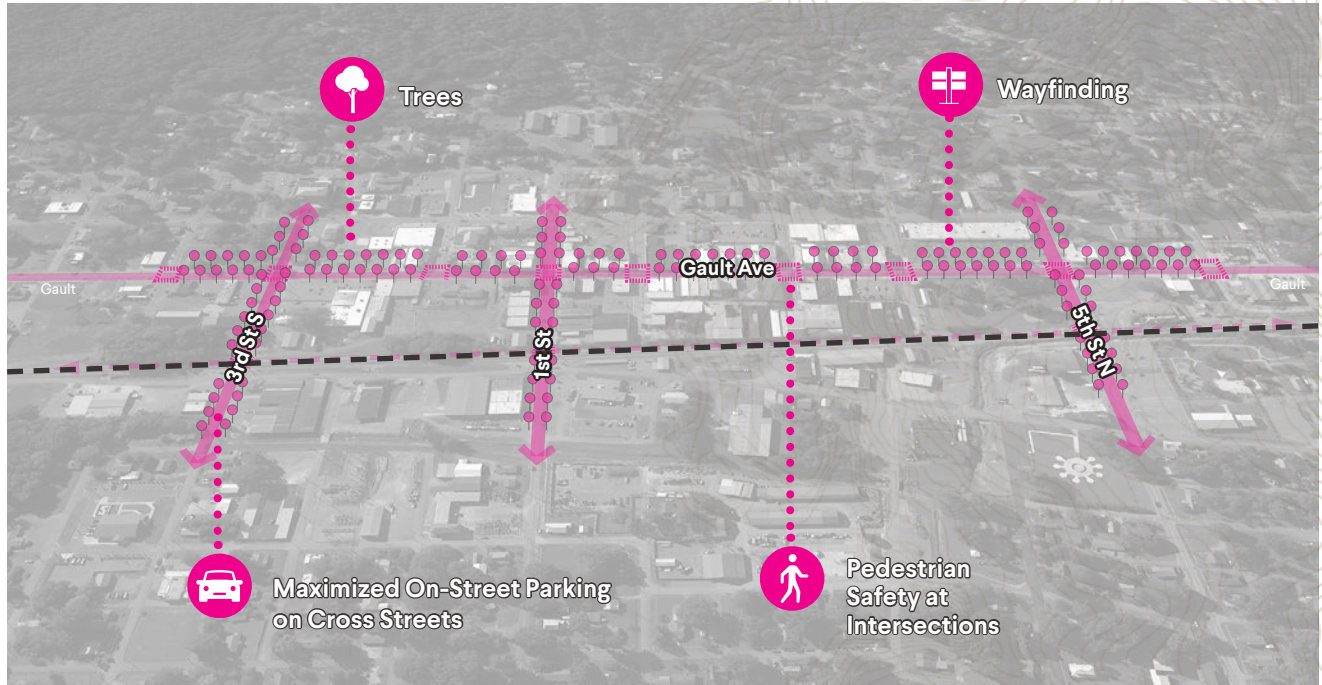 Trees
Wayfinding
Gault Ave
Gault
Gault
3rd St S
1st St
5th St N
Maximized On-Street Parking
on Cross Streets
Pedestrian
Safety at
Intersections